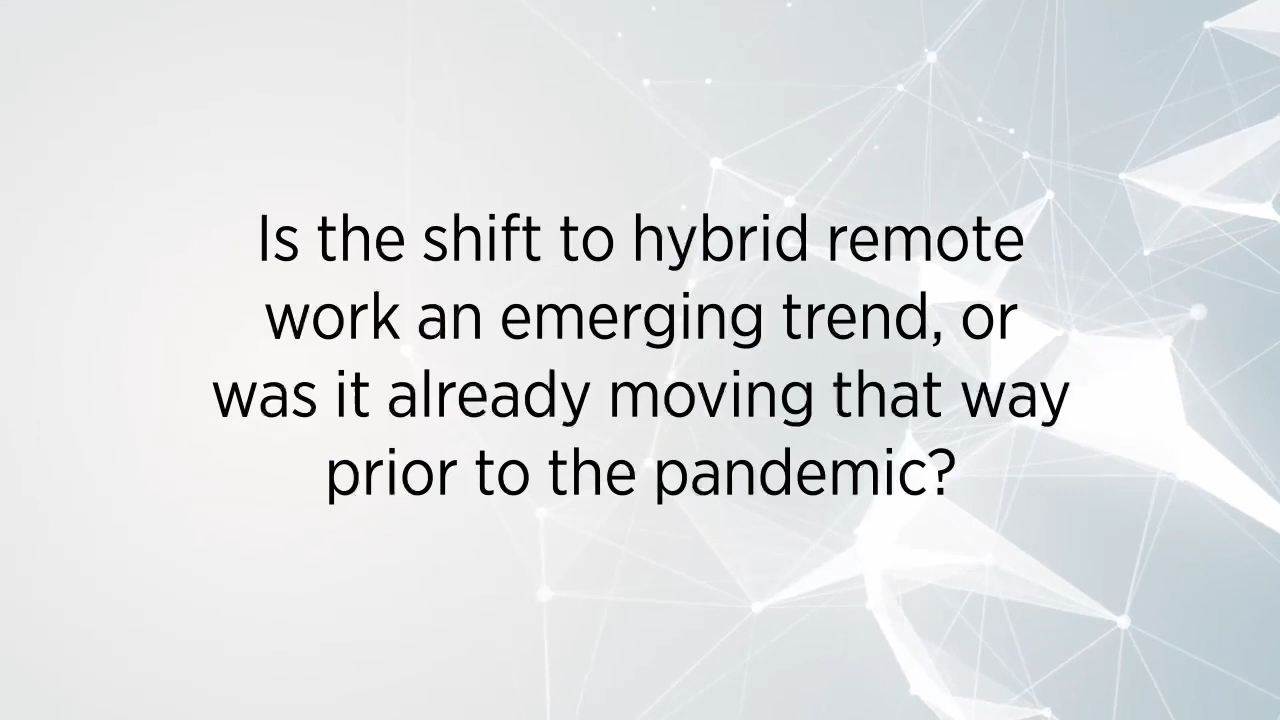 Is the shift to hybrid remote
work an emerging trend, or
was it already moving that way
prior to the pandemic?